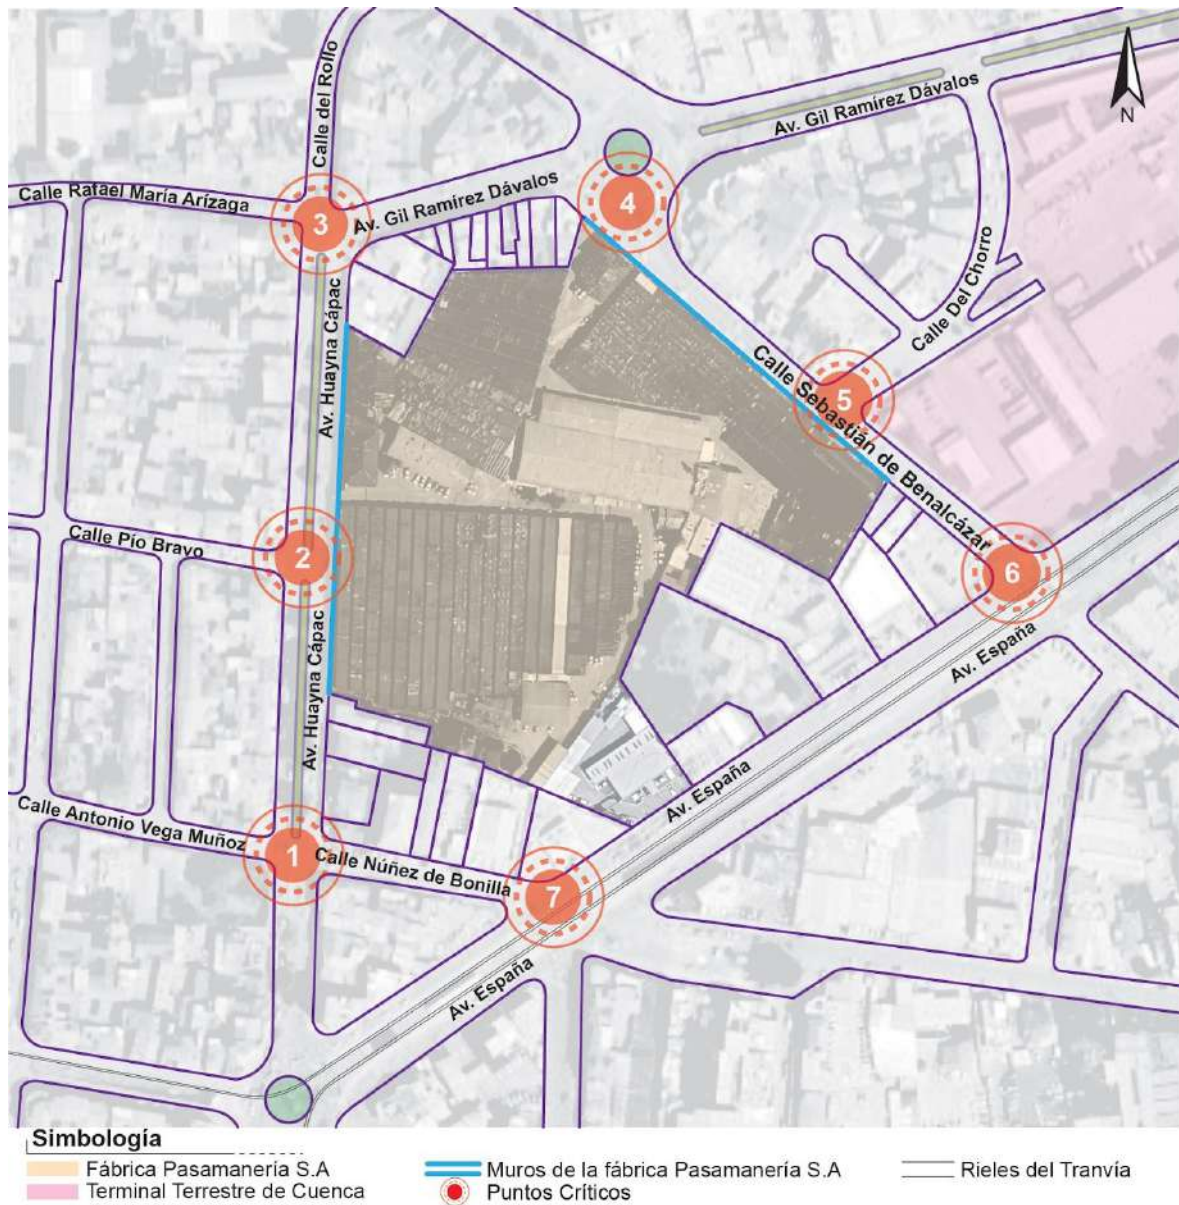 Calle del Rollo
Av. Gil Ramírez Dávalos
N
Calle Rafael María Arízaga
3
Av. Gil Ramírez Dávalos
4
Av. Huayna Cápac
Calle Del Chorro
Calle Sebastián de Benalcázar
5
Calle Pío Bravo
2
6
Av. España
Av. Huayna Cápac
Av. España
Calle Antonio Vega Muñoz
1
Calle Núñez de Bonilla
7
Av. España
Simbología
Fábrica Pasamanería S.A
Muros de la fábrica Pasamanería S.A
Rieles del Tranvía
Terminal Terrestre de Cuenca
Puntos Críticos